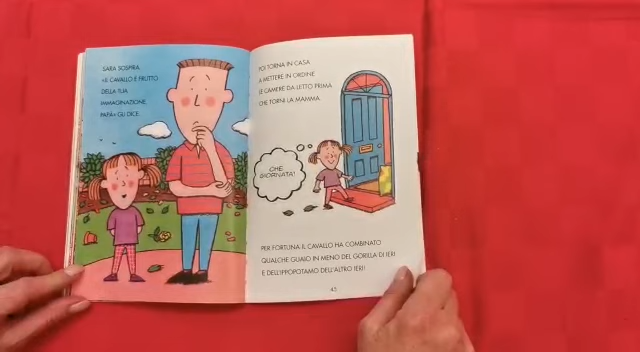 SARA SOSPIRA.
«IL CAVALLO È FRUTTO
DELLA TUA
IMMAGINAZIONE,
PAPÀ» GLI DICE.
POI TORNA IN CASA
A METTERE IN ORDINE
LE CAMERE DA LETTO PRIMA
CHE TORNI LA MAMMA.
CHE
GIORNATA!
PER FORTUNA IL CAVALLO HA COMBINATO
QUALCHE GUAIO IN MENO DEL GORILLA DI IERI
E DELL'IPPOPOTAMO DELL'ALTRO IERI!
43